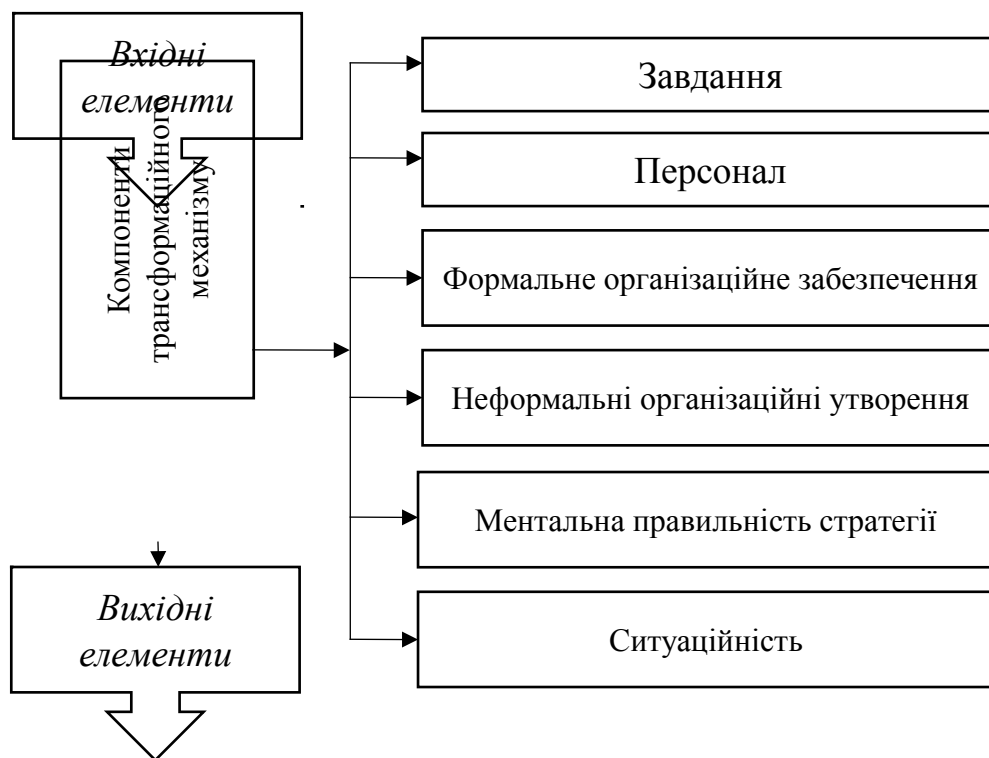 Вхідні
елементи
Компоненти
трансформаційного
механізму
Завдання
Персонал
Формальне організаційне забезпечення
Неформальні організаційні утворення
Ментальна правильність стратегії
Ситуаційність
Вихідні
елементи